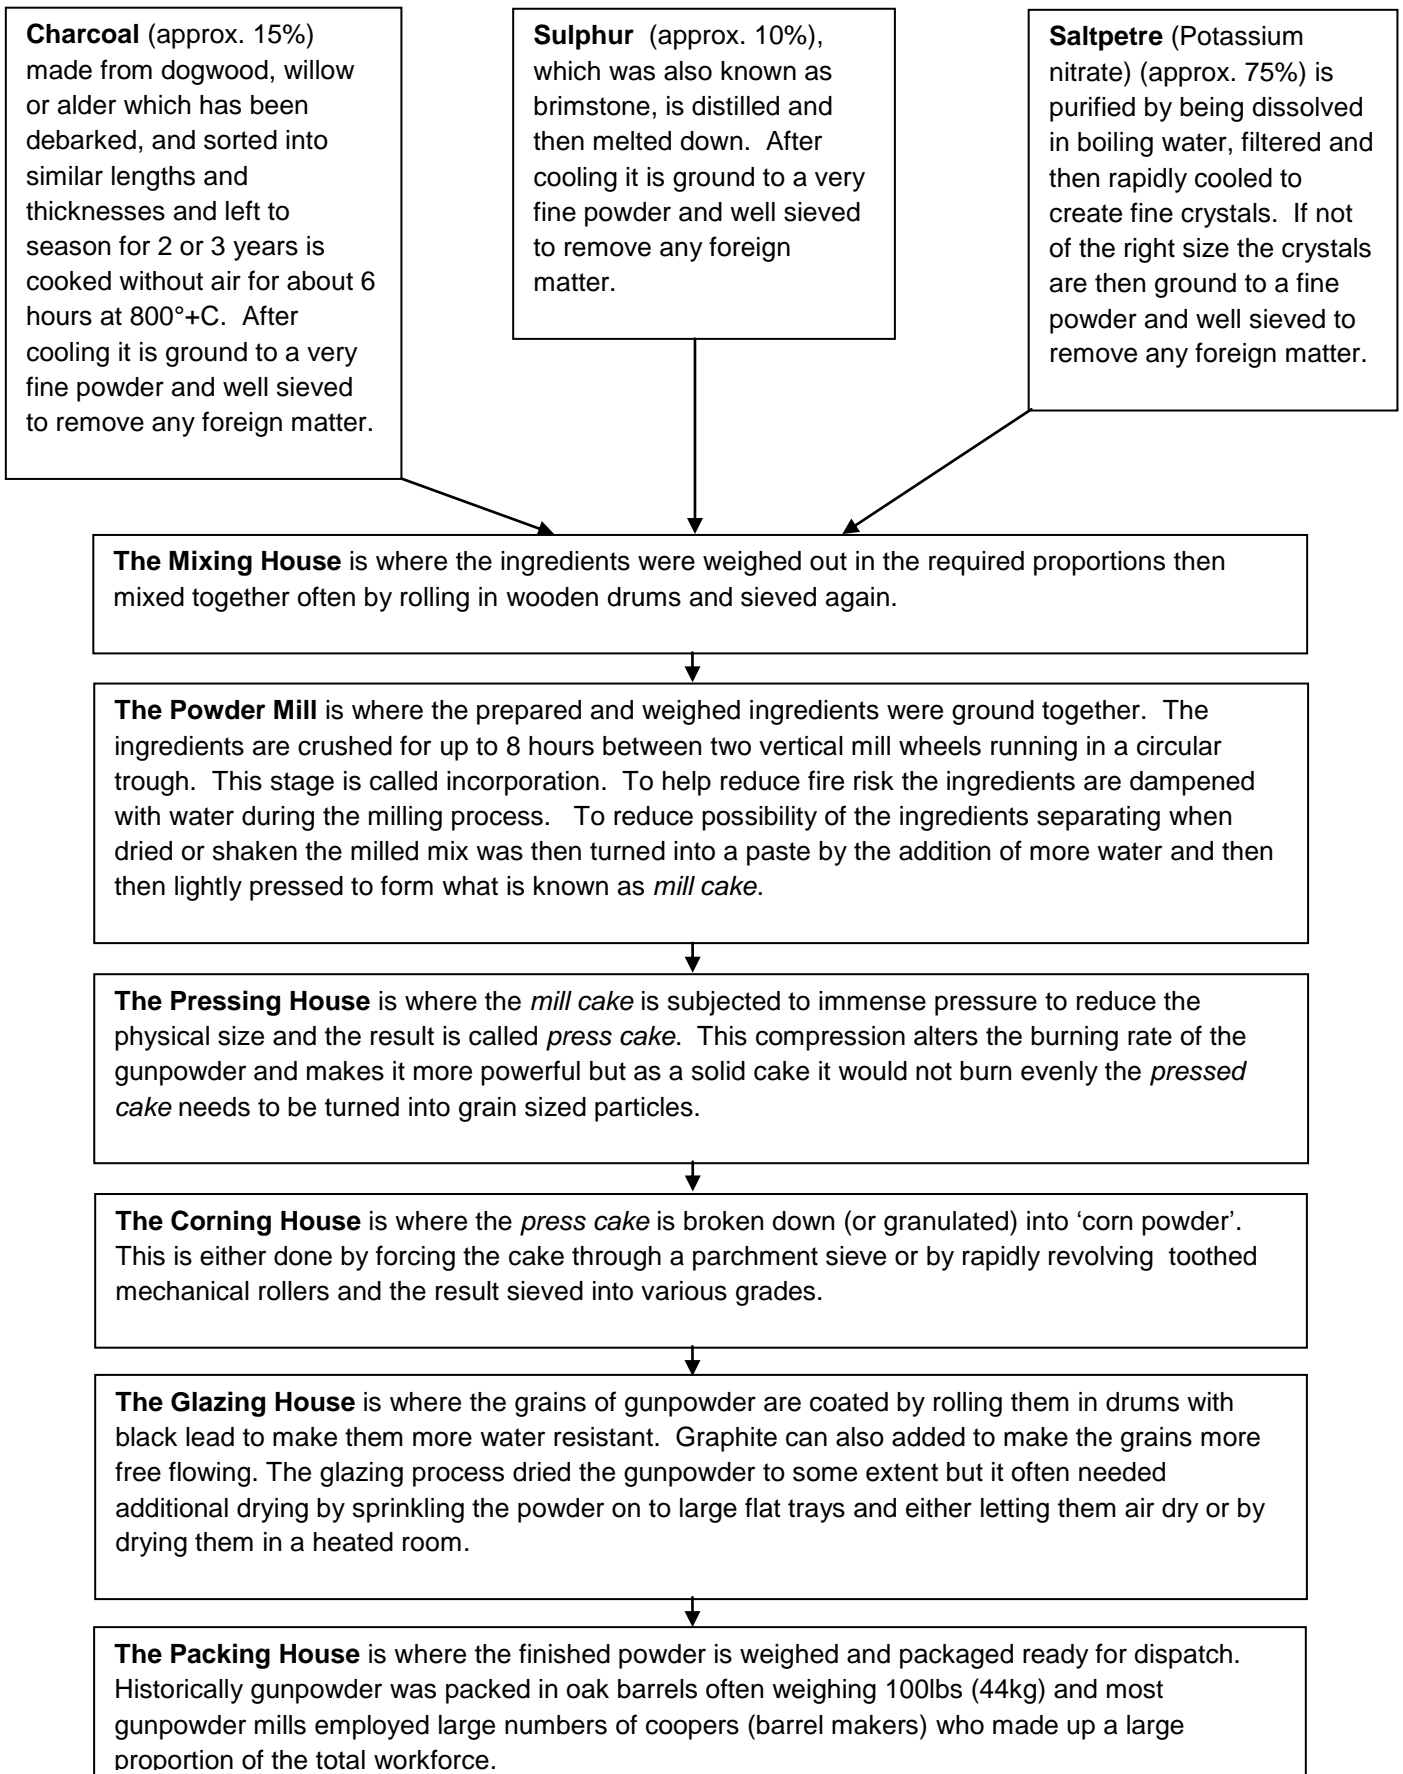 Charcoal (approx. 15%)
made from dogwood, willow
or alder which has been
debarked, and sorted into
similar lengths and
thicknesses and left to
season for 2 or 3 years is
cooked without air for about 6
hours at 800°+C.  After
cooling it is ground to a very
fine powder and well sieved
to remove any foreign matter.
Sulphur  (approx. 10%),
which was also known as
brimstone, is distilled and
then melted down.  After
cooling it is ground to a very
fine powder and well sieved
to remove any foreign
matter.
Saltpetre (Potassium
nitrate) (approx. 75%) is
purified by being dissolved
in boiling water, filtered and
then rapidly cooled to
create fine crystals.  If not
of the right size the crystals
are then ground to a fine
powder and well sieved to
remove any foreign matter.
The Mixing House is where the ingredients were weighed out in the required proportions then
mixed together often by rolling in wooden drums and sieved again.
The Powder Mill is where the prepared and weighed ingredients were ground together.  The
ingredients are crushed for up to 8 hours between two vertical mill wheels running in a circular
trough.  This stage is called incorporation.  To help reduce fire risk the ingredients are dampened
with water during the milling process.   To reduce possibility of the ingredients separating when
dried or shaken the milled mix was then turned into a paste by the addition of more water and then
then lightly pressed to form what is known as mill cake.
The Pressing House is where the mill cake is subjected to immense pressure to reduce the
physical size and the result is called press cake.  This compression alters the burning rate of the
gunpowder and makes it more powerful but as a solid cake it would not burn evenly the pressed
cake needs to be turned into grain sized particles.
The Corning House is where the press cake is broken down (or granulated) into ‘corn powder’.
This is either done by forcing the cake through a parchment sieve or by rapidly revolving  toothed
mechanical rollers and the result sieved into various grades.
The Glazing House is where the grains of gunpowder are coated by rolling them in drums with
black lead to make them more water resistant.  Graphite can also added to make the grains more
free flowing. The glazing process dried the gunpowder to some extent but it often needed
additional drying by sprinkling the powder on to large flat trays and either letting them air dry or by
drying them in a heated room.
The Packing House is where the finished powder is weighed and packaged ready for dispatch.
Historically gunpowder was packed in oak barrels often weighing 100lbs (44kg) and most
gunpowder mills employed large numbers of coopers (barrel makers) who made up a large
proportion of the total workforce.